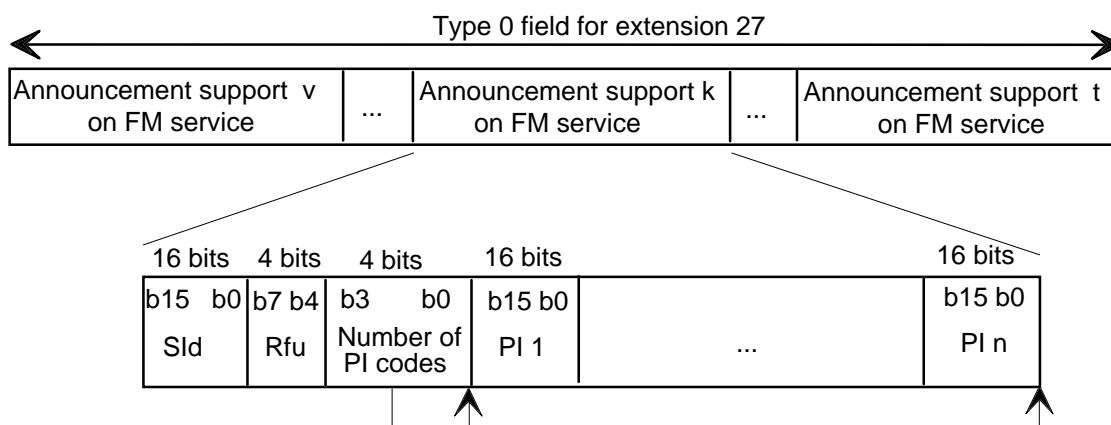 Type 0 field for extension 27
Announcement support v
on FM service
...
Announcement support k
on FM service
...
Announcement support t
on FM service
16 bits 4 bits 4 bits 16 bits 16 bits
b15 b0 b7 b4 b3 b0 b15 b0 b15 b0
SId Rfu Number of
PI codes PI 1 ... PI n